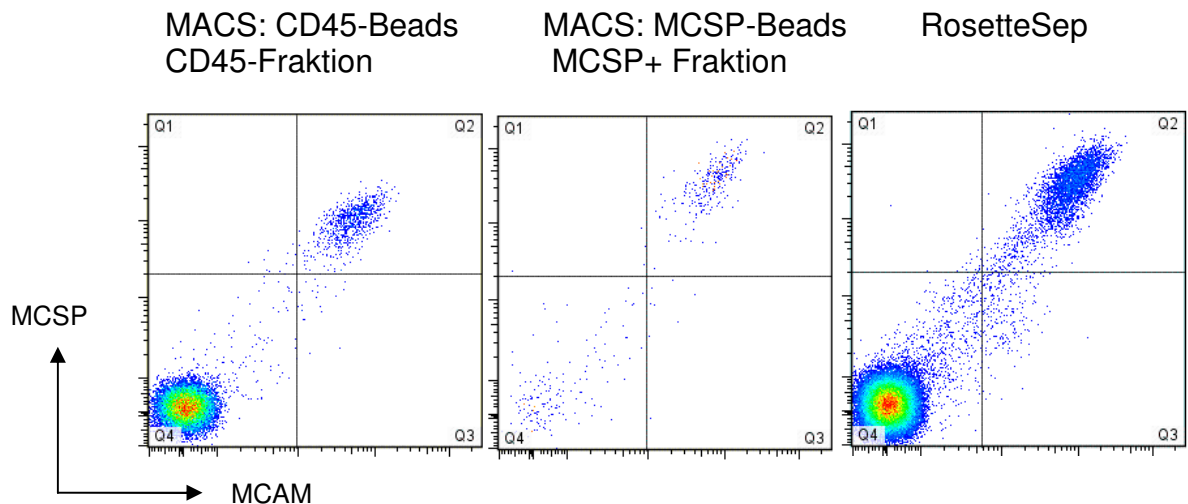 MACS: CD45-Beads
CD45-Fraktion
MACS: MCSP-Beads
MCSP+ Fraktion
RosetteSep
Q1
Q2
Q4
Q3
Q1
Q2
Q4
Q3
Q1
Q2
Q4
Q3
MCSP
MCAM